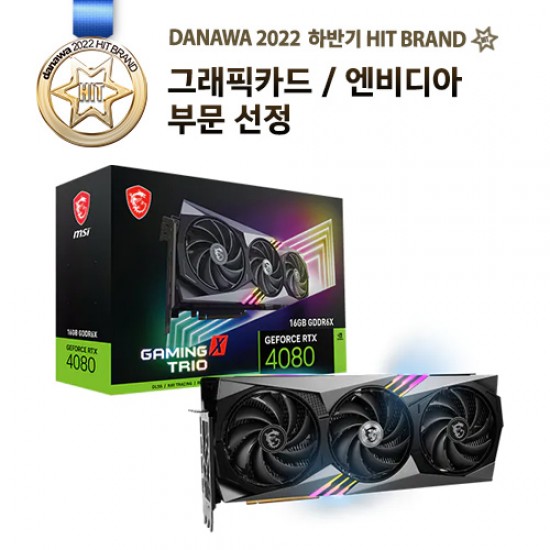 DANAWA 2022 하반기 HIT BRAND
그래픽카드 / 엔비디아
부문 선정
danawa 2022 HIT BRAND
HIT
msi
16GB GDDR6X
GEFORCE RTX
4080
GAMING X
TRIO
16GB GDDR6X
GEFORCE RTX
4080